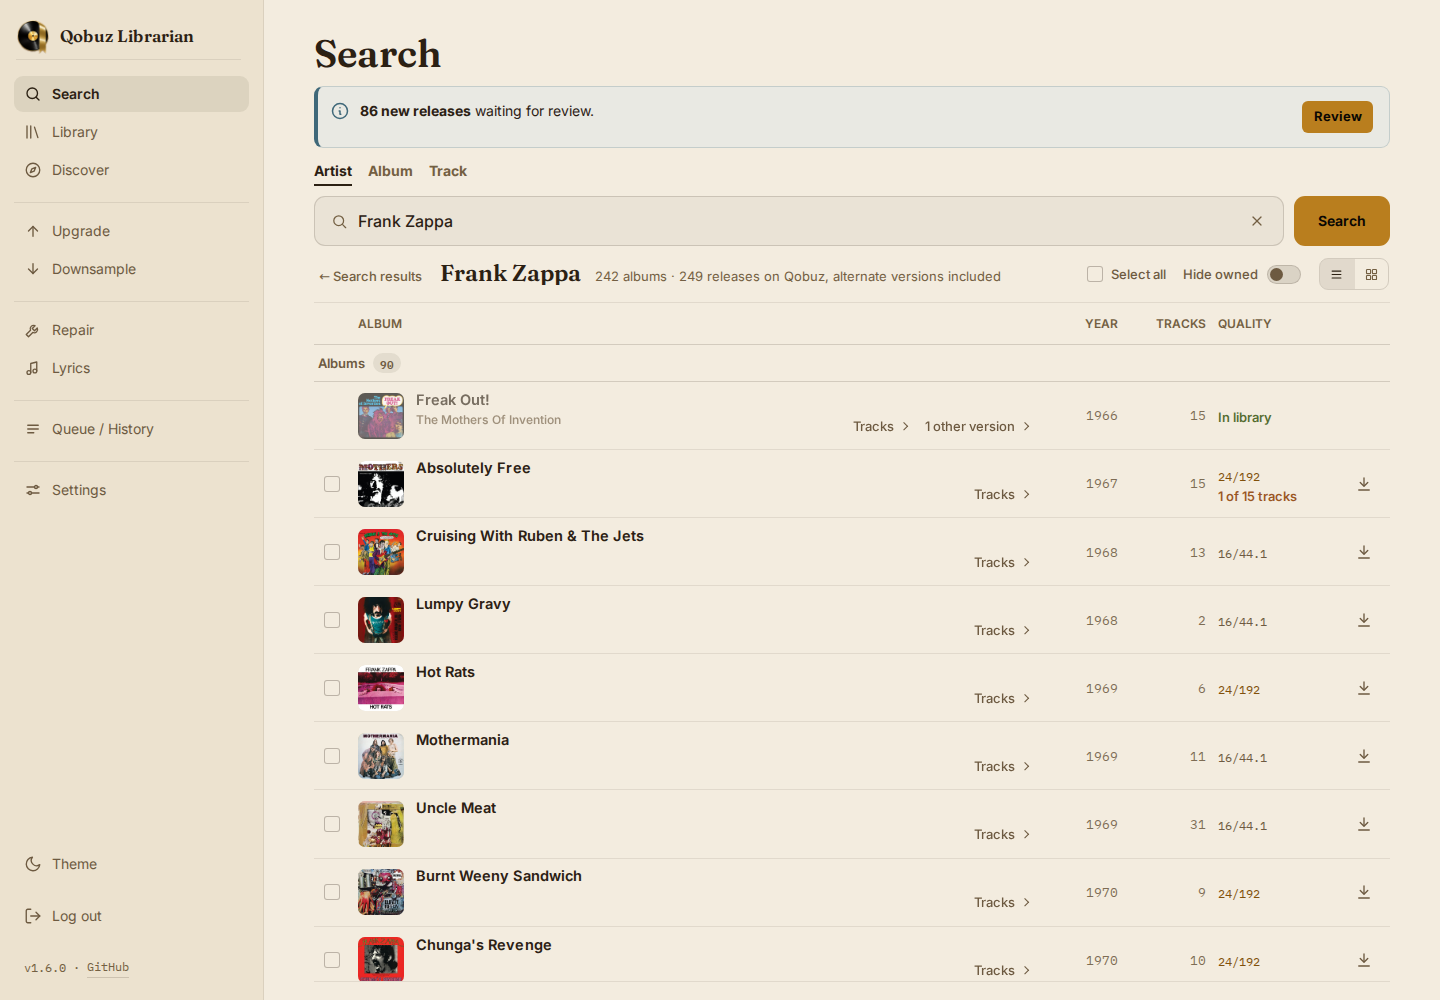 Qobuz Librarian
Search
Library
Discover
Upgrade
Downsample
Repair
Lyrics
Queue / History
Settings
Theme
Log out
v1.6.0 · GitHub
Search
86 new releases waiting for review.
Review
Artist Album Track
Frank Zappa
Search
← Search results Frank Zappa 242 albums · 249 releases on Qobuz, alternate versions included Select all Hide owned
ALBUM YEAR TRACKS QUALITY
Albums 90
Freak Out!
The Mothers Of Invention
Tracks 1 other version 1966 15 In library
Absolutely Free
Tracks 1967 15 24/192
1 of 15 tracks
Cruising With Ruben & The Jets
Tracks 1968 13 16/44.1
Lumpy Gravy
Tracks 1968 2 16/44.1
FRANK ZAPPA
HOT RATS
Hot Rats
Tracks 1969 6 24/192
MOTHERMANIA
Mothermania
Tracks 1969 11 16/44.1
Uncle Meat
Tracks 1969 31 16/44.1
Burnt Weeny Sandwich
Tracks 1970 9 24/192
Chunga's Revenge
Tracks 1970 10 24/192